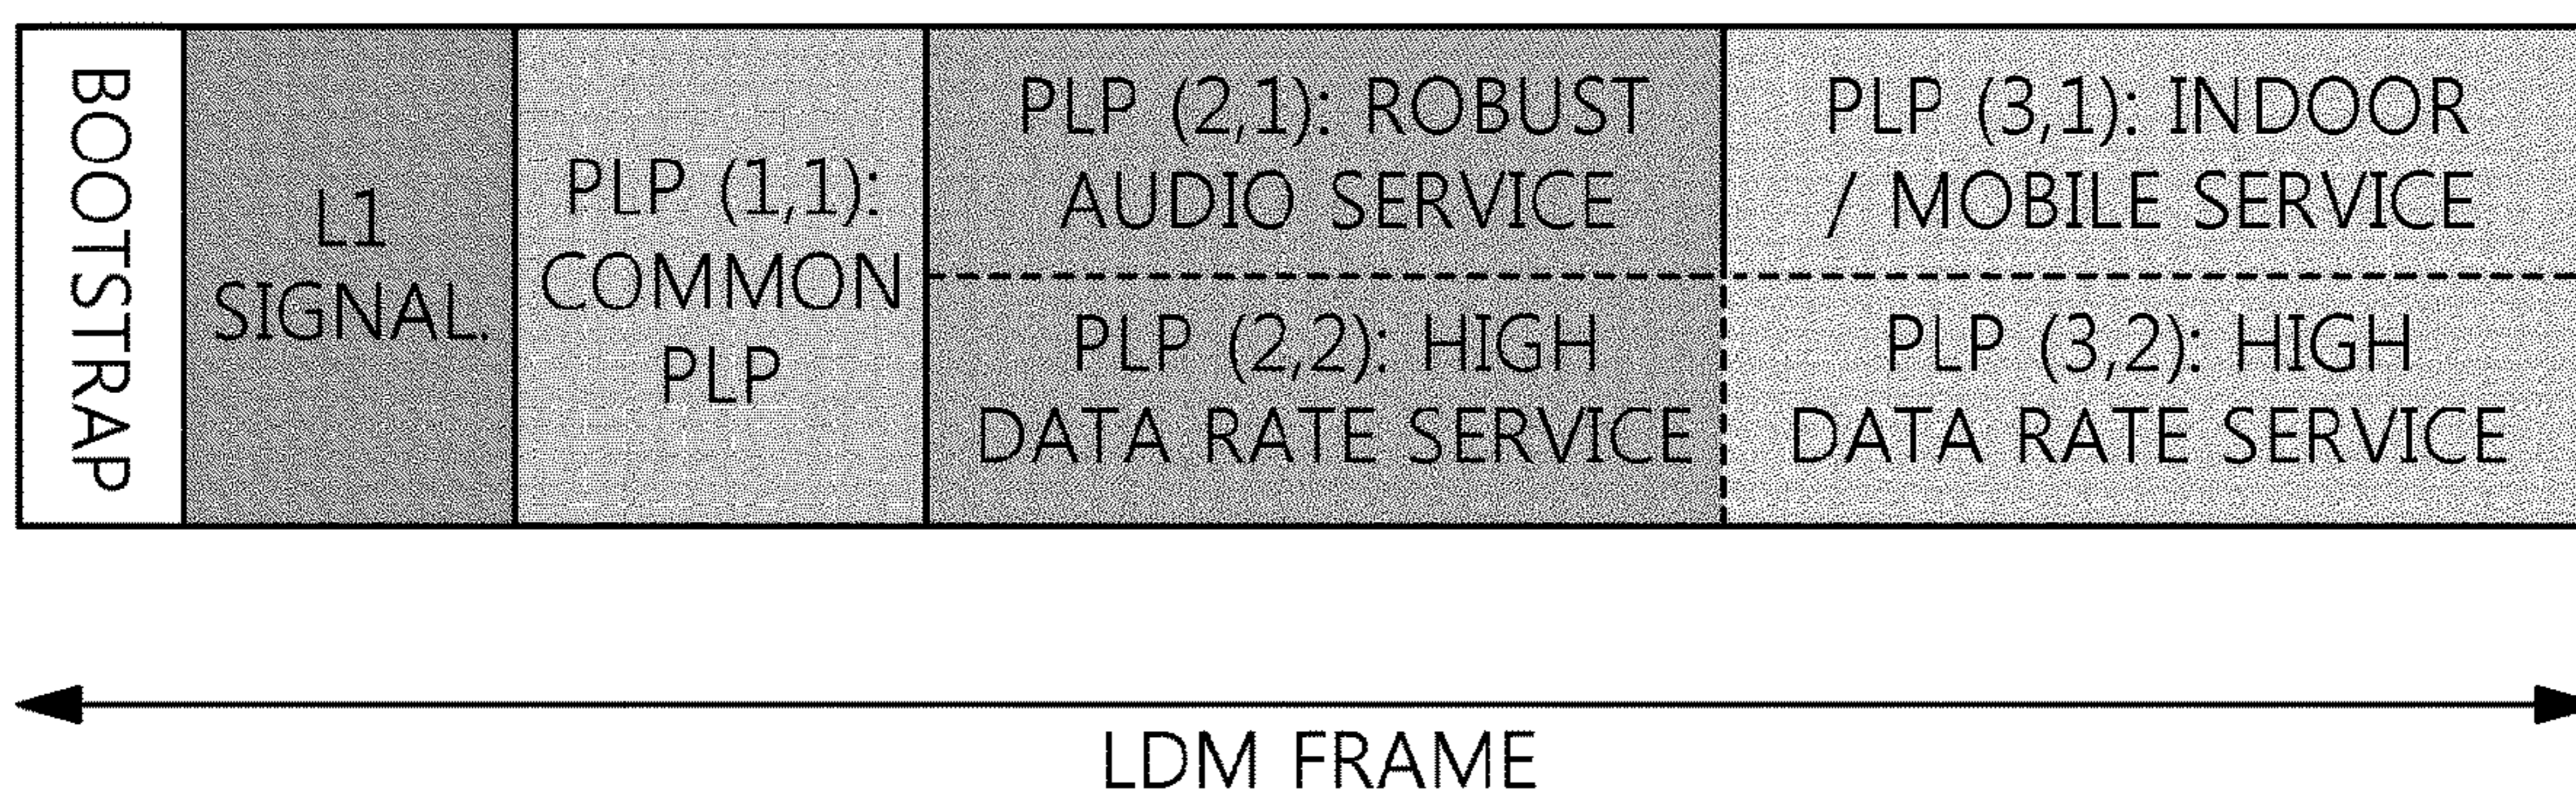 BOOTSTRAP
L1
SIGNAL.
PLP (1,1):
COMMON
PLP
PLP (2,1): ROBUST
AUDIO SERVICE
PLP (2,2): HIGH
DATA RATE SERVICE
PLP (3,1): INDOOR
/ MOBILE SERVICE
PLP (3,2): HIGH
DATA RATE SERVICE
LDM FRAME